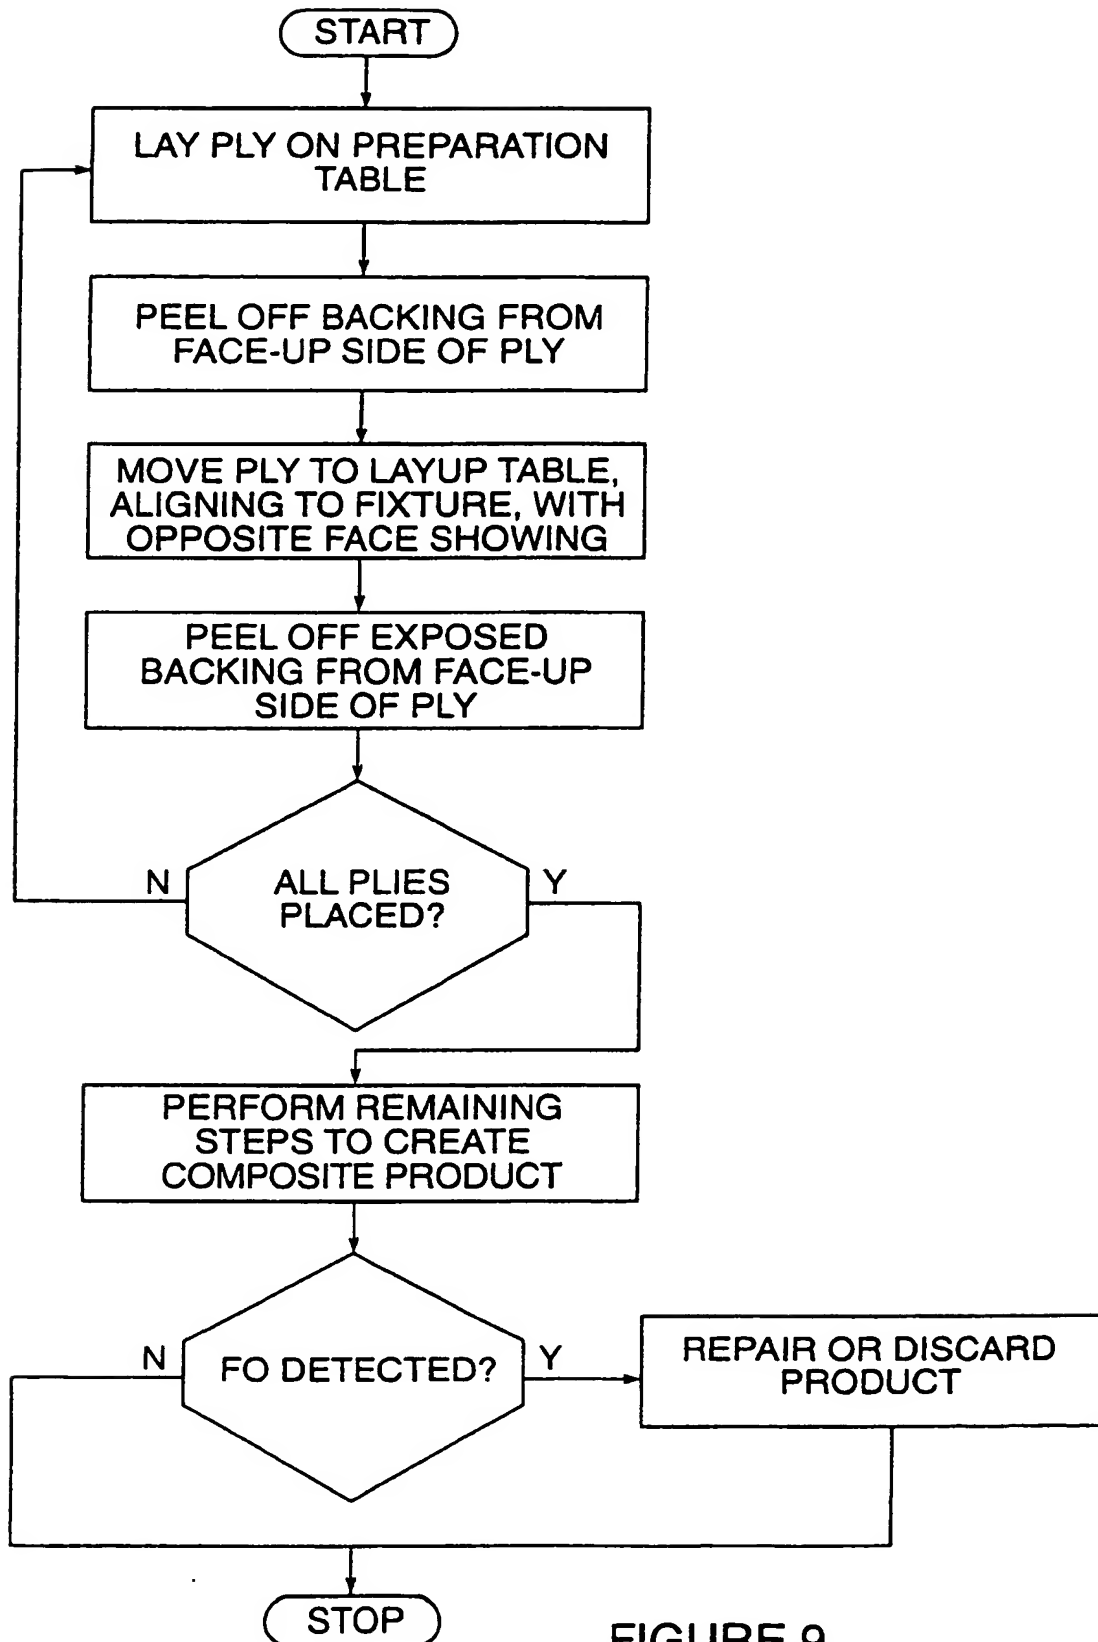 START
LAY PLY ON PREPARATION
TABLE
PEEL OFF BACKING FROM
FACE-UP SIDE OF PLY
MOVE PLY TO LAYUP TABLE,
ALIGNING TO FIXTURE, WITH
OPPOSITE FACE SHOWING
PEEL OFF EXPOSED
BACKING FROM FACE-UP
SIDE OF PLY
N
ALL PLIES
PLACED?
Y
PERFORM REMAINING
STEPS TO CREATE
COMPOSITE PRODUCT
N
FO DETECTED?
Y
REPAIR OR DISCARD
PRODUCT
STOP
FIGURE 9